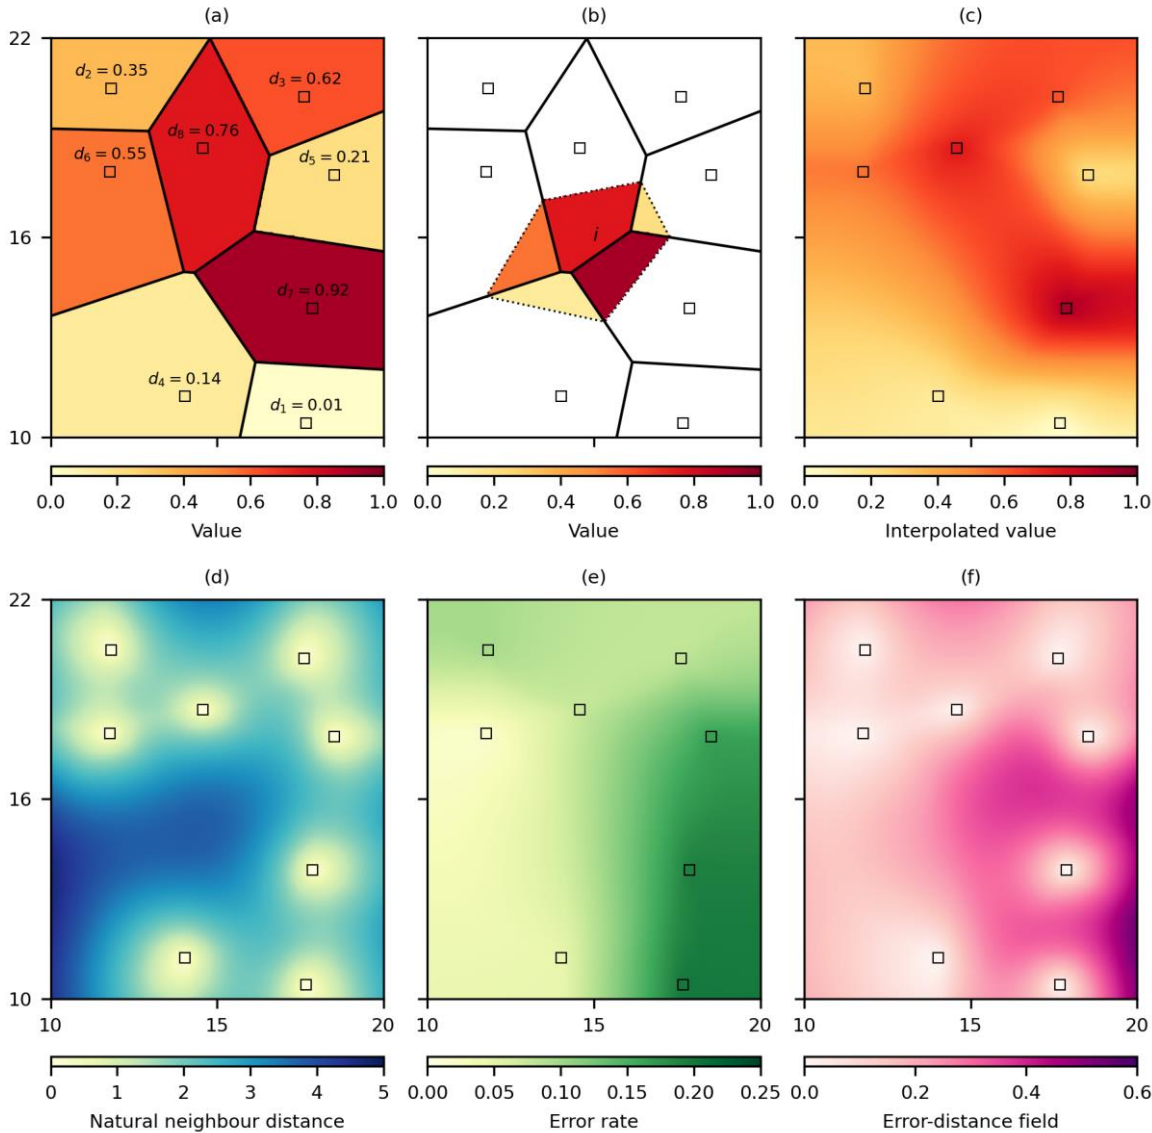 (a)
(b)
(c)
22
16
10
d₂ = 0.35
d₃ = 0.62
d₈ = 0.76
d₆ = 0.55
d₅ = 0.21
d₇ = 0.92
d₄ = 0.14
d₁ = 0.01
i
15
15
0.0 0.2 0.4 0.6 0.8 1.0
Value
0.0 0.2 0.4 0.6 0.8 1.0
Value
0.0 0.2 0.4 0.6 0.8 1.0
Interpolated value
(d)
(e)
(f)
22
16
10
10 15 20
10 15 20
10 15 20
0 1 2 3 4 5
Natural neighbour distance
0.00 0.05 0.10 0.15 0.20 0.25
Error rate
0.0 0.2 0.4 0.6
Error-distance field